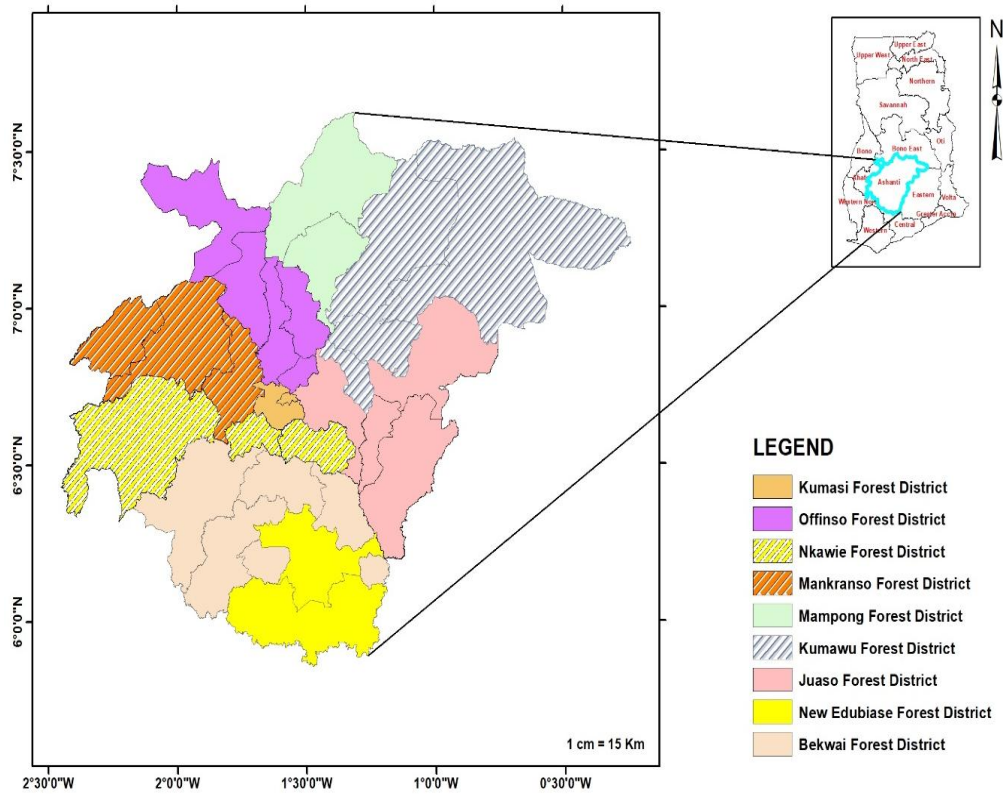 N
Upper East
Upper West
North East
Northern
Savannah
Bono
Bono East
Oti
Ahafo
Ashanti
Eastern
Volta
Western
Greater Accra
Central
Western
7°30'0"N
7°0'0"N
6°30'0"N
6°0'0"N
LEGEND
Kumasi Forest District
Offinso Forest District
Nkawie Forest District
Mankranso Forest District
Mampong Forest District
Kumawu Forest District
Juaso Forest District
New Edubiase Forest District
Bekwai Forest District
1 cm = 15 Km
2°30'0"W
2°0'0"W
1°30'0"W
1°0'0"W
0°30'0"W